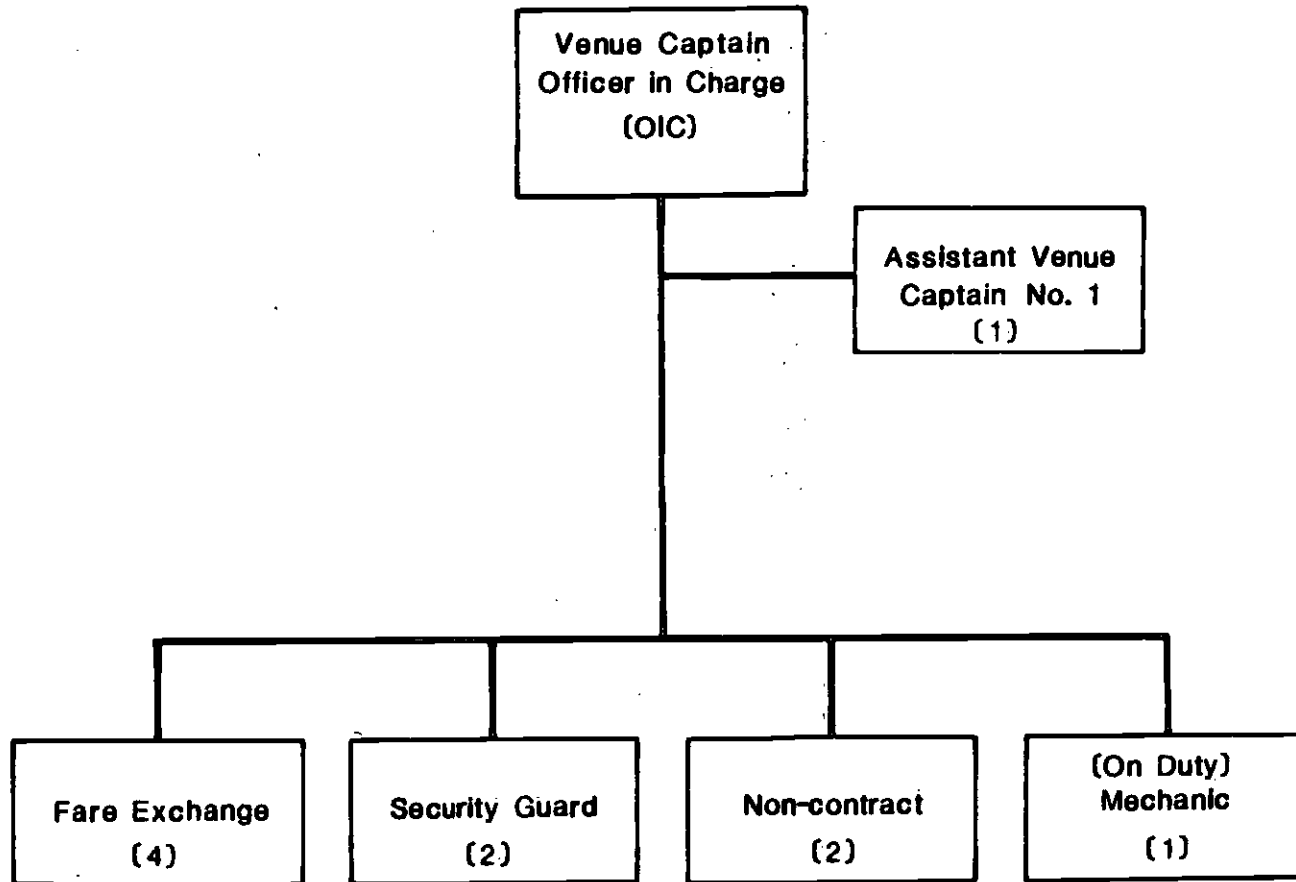 Venue Captain
Officer in Charge
(OIC)
Assistant Venue
Captain No. 1
(1)
Fare Exchange
(4)
Security Guard
(2)
Non-contract
(2)
(On Duty)
Mechanic
(1)